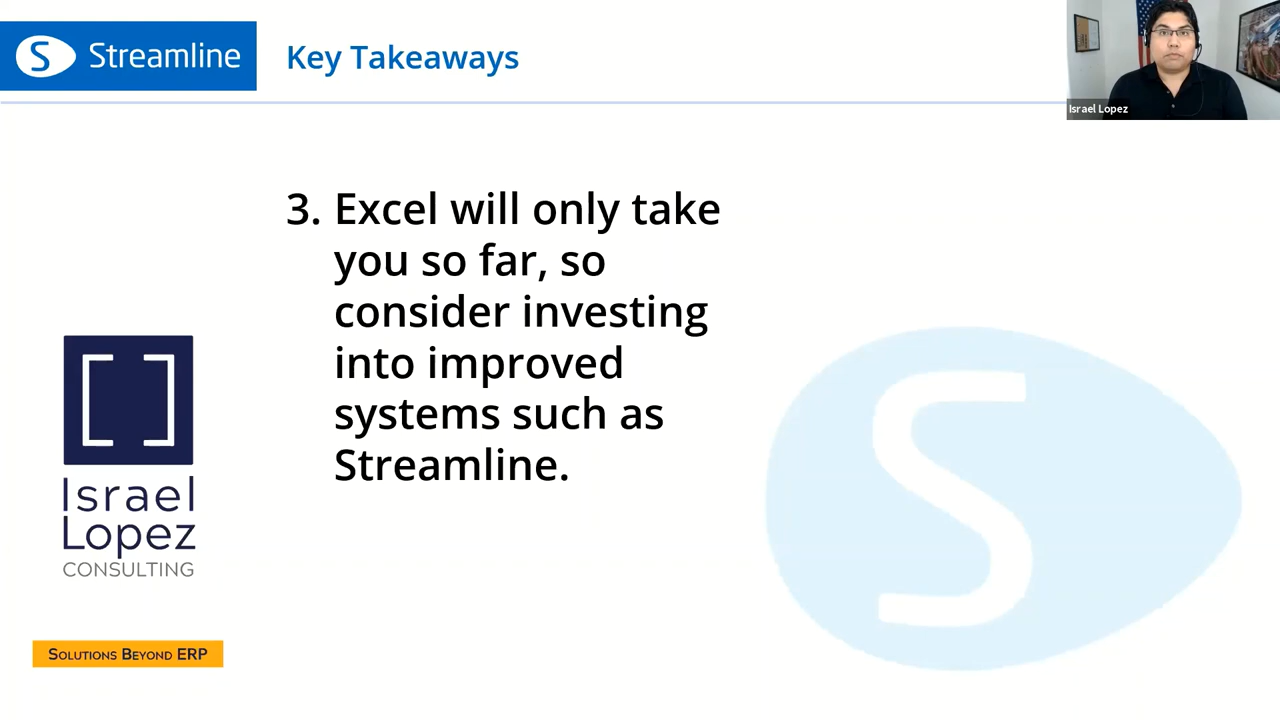 Streamline
Key Takeaways
Israel Lopez
3. Excel will only take
you so far, so
consider investing
into improved
systems such as
Streamline.
Israel
Lopez
CONSULTING
SOLUTIONS BEYOND ERP